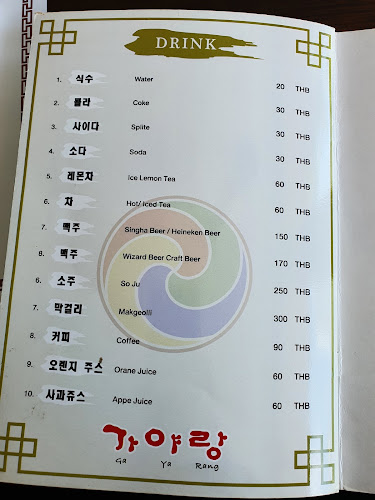 DRINK
1. 식수 Water 20 THB
2. 콜라 Coke 30 THB
3. 사이다 Splite 30 THB
4. 소다 Soda 30 THB
5. 레몬차 Ice Lemon Tea 60 THB
6. 차 Hot/ Iced Tea 60 THB
7. 맥주 Singha Beer / Heineken Beer 150 THB
8. 맥주 Wizard Beer Craft Beer 170 THB
6. 소주 So Ju 250 THB
7. 막걸리 Makgeolli 300 THB
8. 커피 Coffee 90 THB
9. 오렌지 주스 Orane Juice 60 THB
10. 사과쥬스 Appe Juice 60 THB
가야랑
Ga Ya Rang